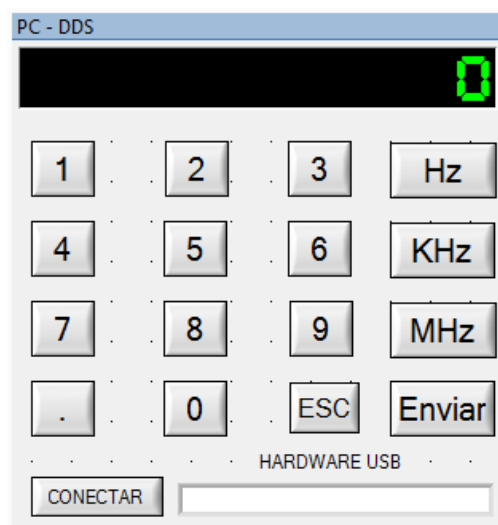 PC - DDS
0
1 2 3 Hz
4 5 6 KHz
7 8 9 MHz
. 0 ESC Enviar
HARDWARE USB
CONECTAR